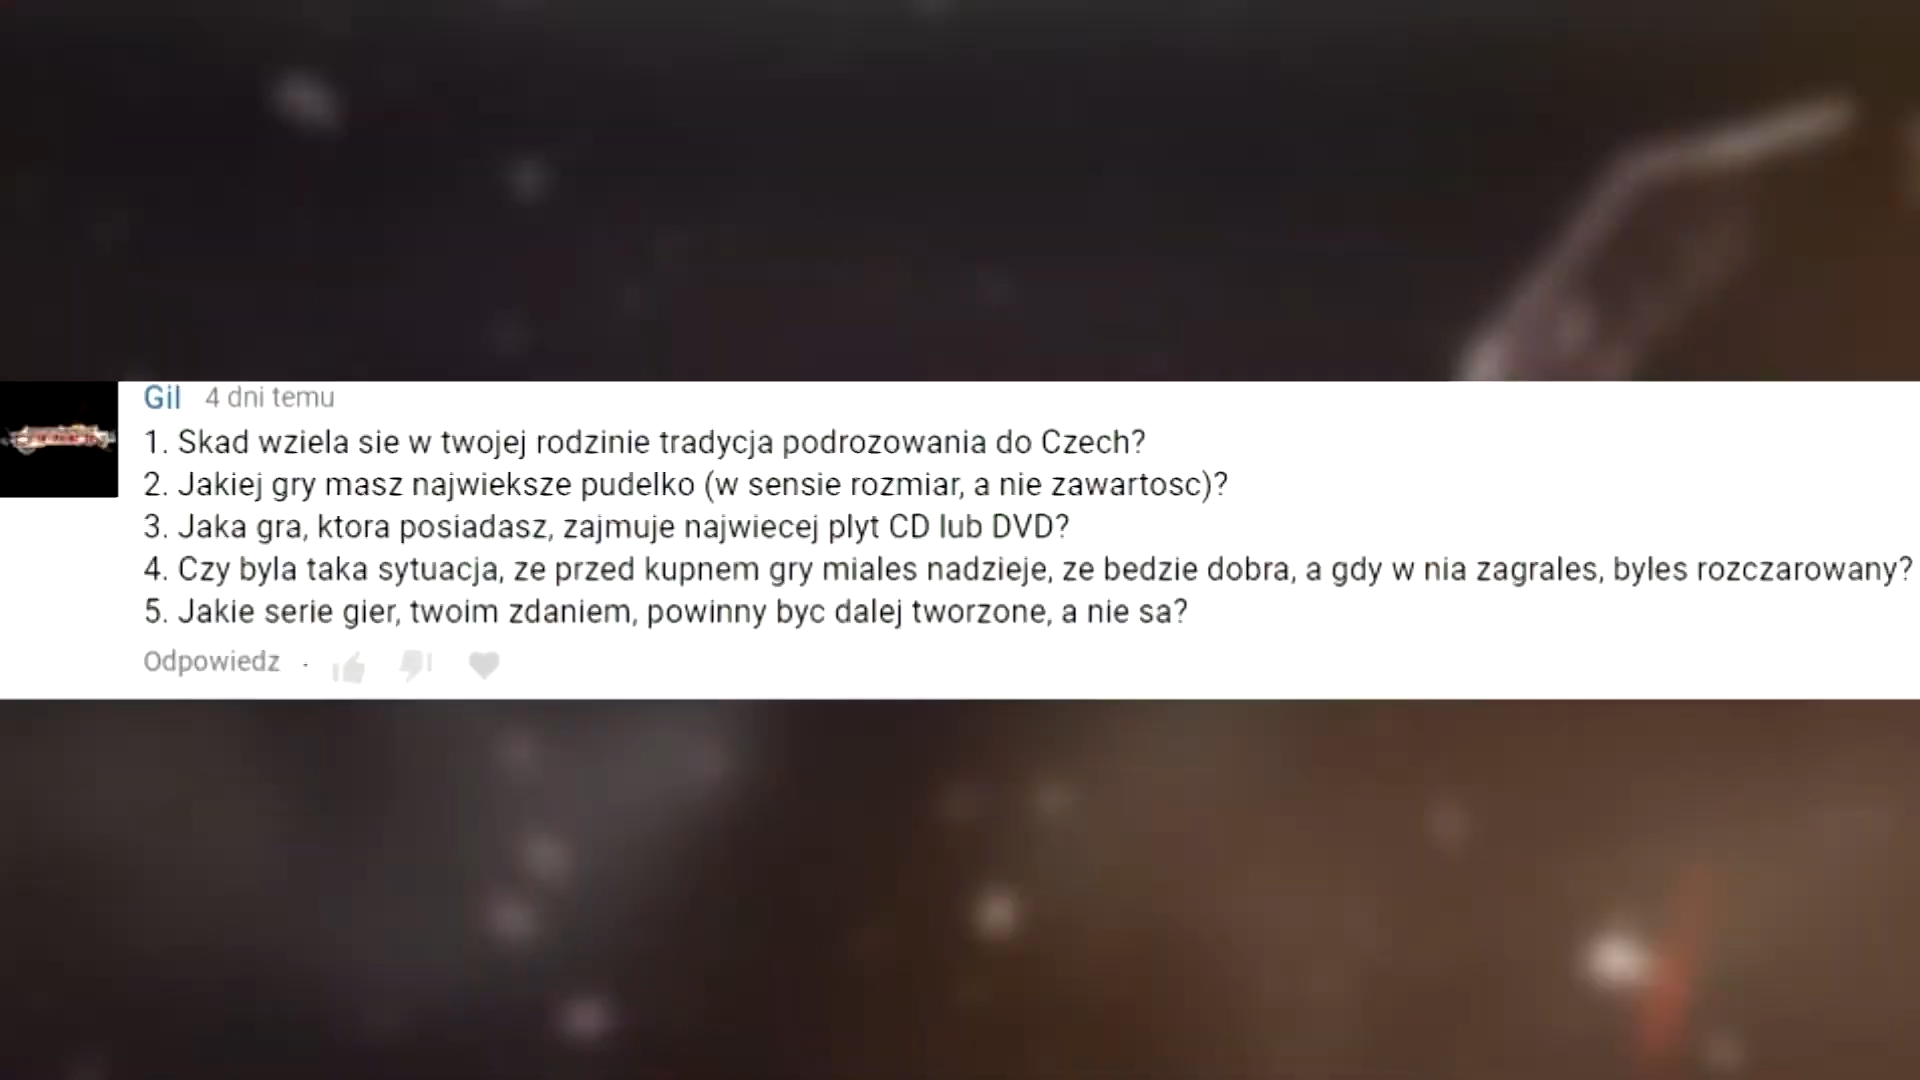 Gil 4 dni temu
1. Skad wziela sie w twojej rodzinie tradycja podrozowania do Czech?
2. Jakiej gry masz najwieksze pudelko (w sensie rozmiar, a nie zawartosc)?
3. Jaka gra, ktora posiadasz, zajmuje najwiecej plyt CD lub DVD?
4. Czy byla taka sytuacja, ze przed kupnem gry miales nadzieje, ze bedzie dobra, a gdy w nia zagrales, byles rozczarowany?
5. Jakie serie gier, twoim zdaniem, powinny byc dalej tworzone, a nie sa?
Odpowiedz ·